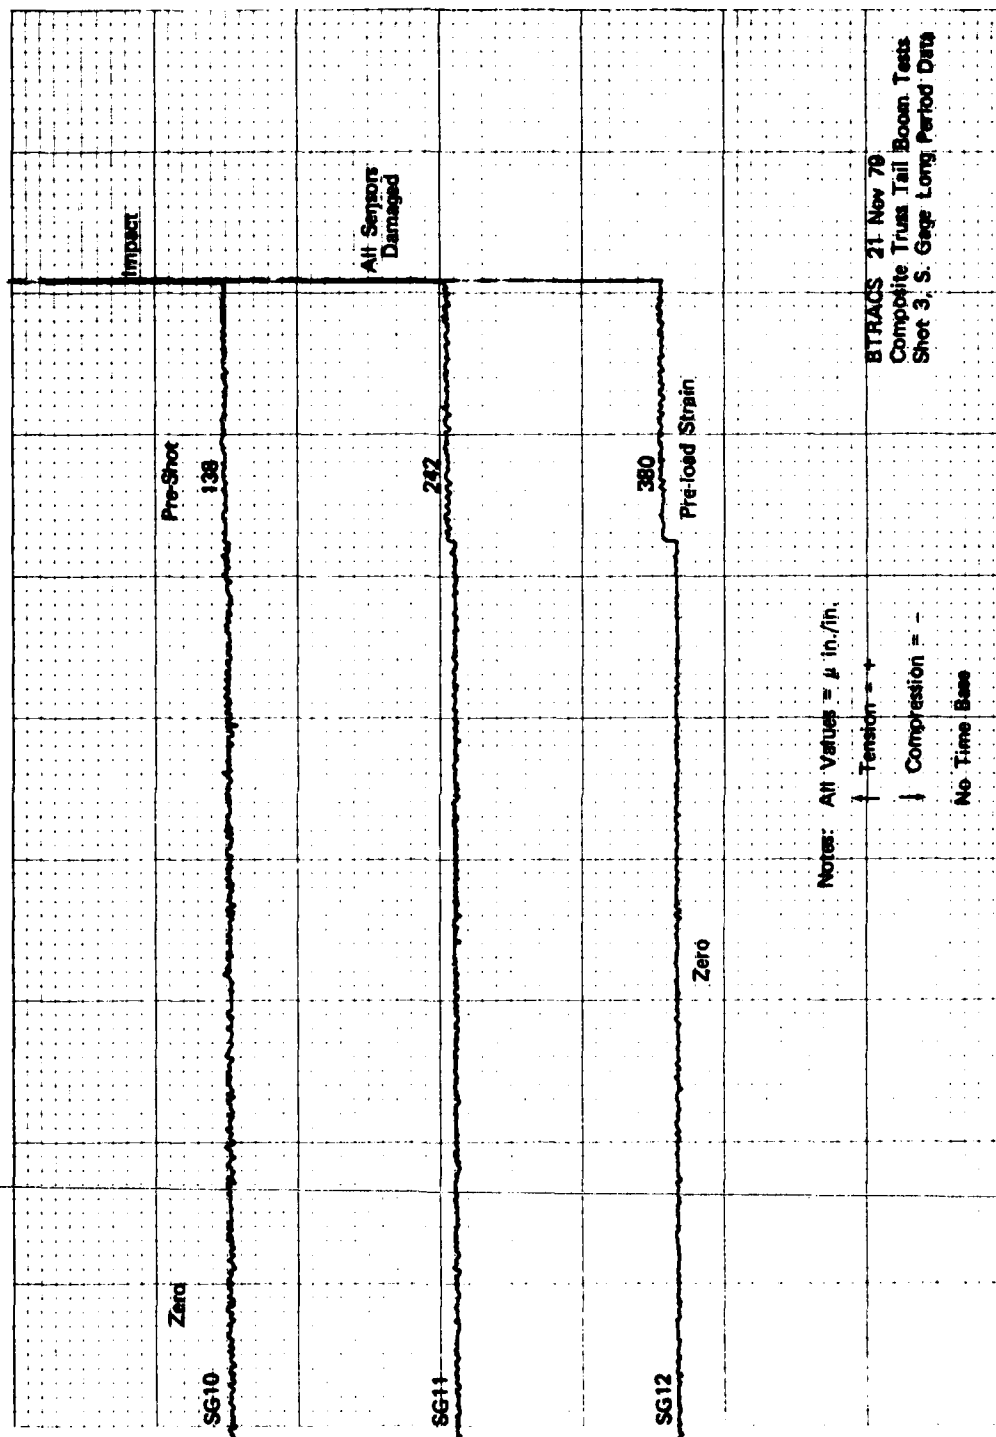 Impact
All Sensors
Damaged
Pre-Shot
138
242
380
Pre-load Strain
Zero
Zero
SG10
SG11
SG12
Notes: All Values = μ in./in.
↑ Tension = +
↓ Compression = -
No Time Base
BTRACS 21 Nov 79
Composite Truss Tail Boom Tests
Shot 3, S. Gage Long Period Data